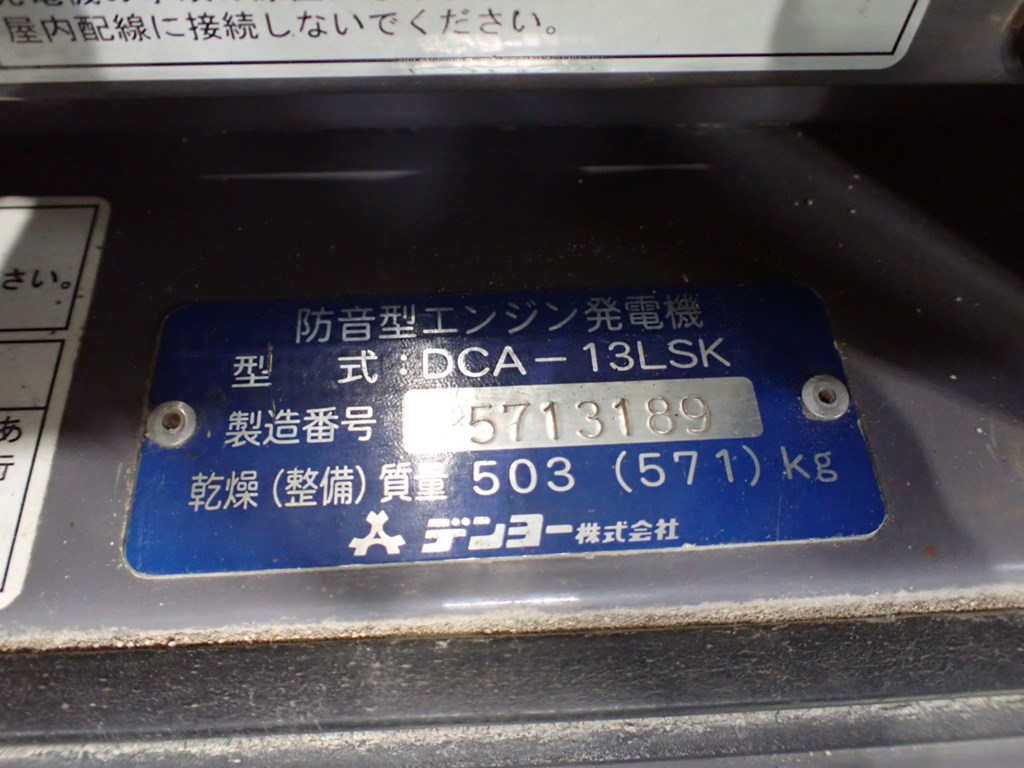 屋内配線に接続しないでください。
さい。
あ
行
防音型エンジン発電機
型 式:DCA-13LSK
製造番号 5713189
乾燥(整備)質量 503 (571) kg
デンヨー株式会社